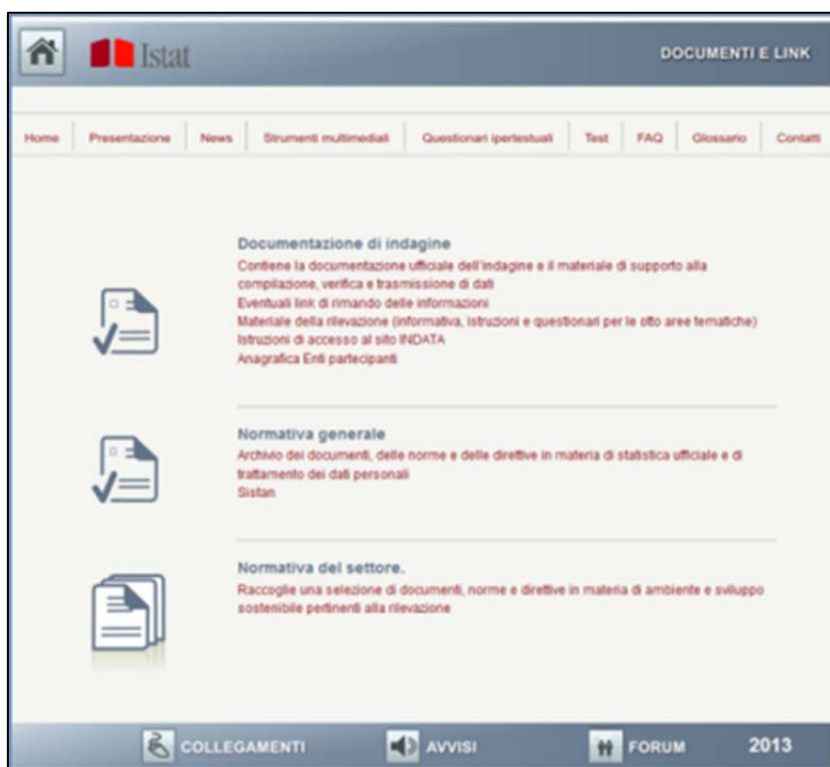 Istat
DOCUMENTI E LINK
Home Presentazione News Strumenti multimediali Questionari ipertestuali Test FAQ Glossario Contatti
Documentazione di indagine
Contiene la documentazione ufficiale dell'indagine e il materiale di supporto alla
compilazione, verifica e trasmissione di dati
Eventuali link di rimando delle informazioni
Materiale della rilevazione (informativa, istruzioni e questionari per le otto aree tematiche)
Istruzioni di accesso al sito INDATA
Anagrafica Enti partecipanti
Normativa generale
Archivio dei documenti, delle norme e delle direttive in materia di statistica ufficiale e di
trattamento dei dati personali
Sistan
Normativa del settore.
Raccoglie una selezione di documenti, norme e direttive in materia di ambiente e sviluppo
sostenibile pertinenti alla rilevazione
COLLEGAMENTI AVVISI FORUM 2013